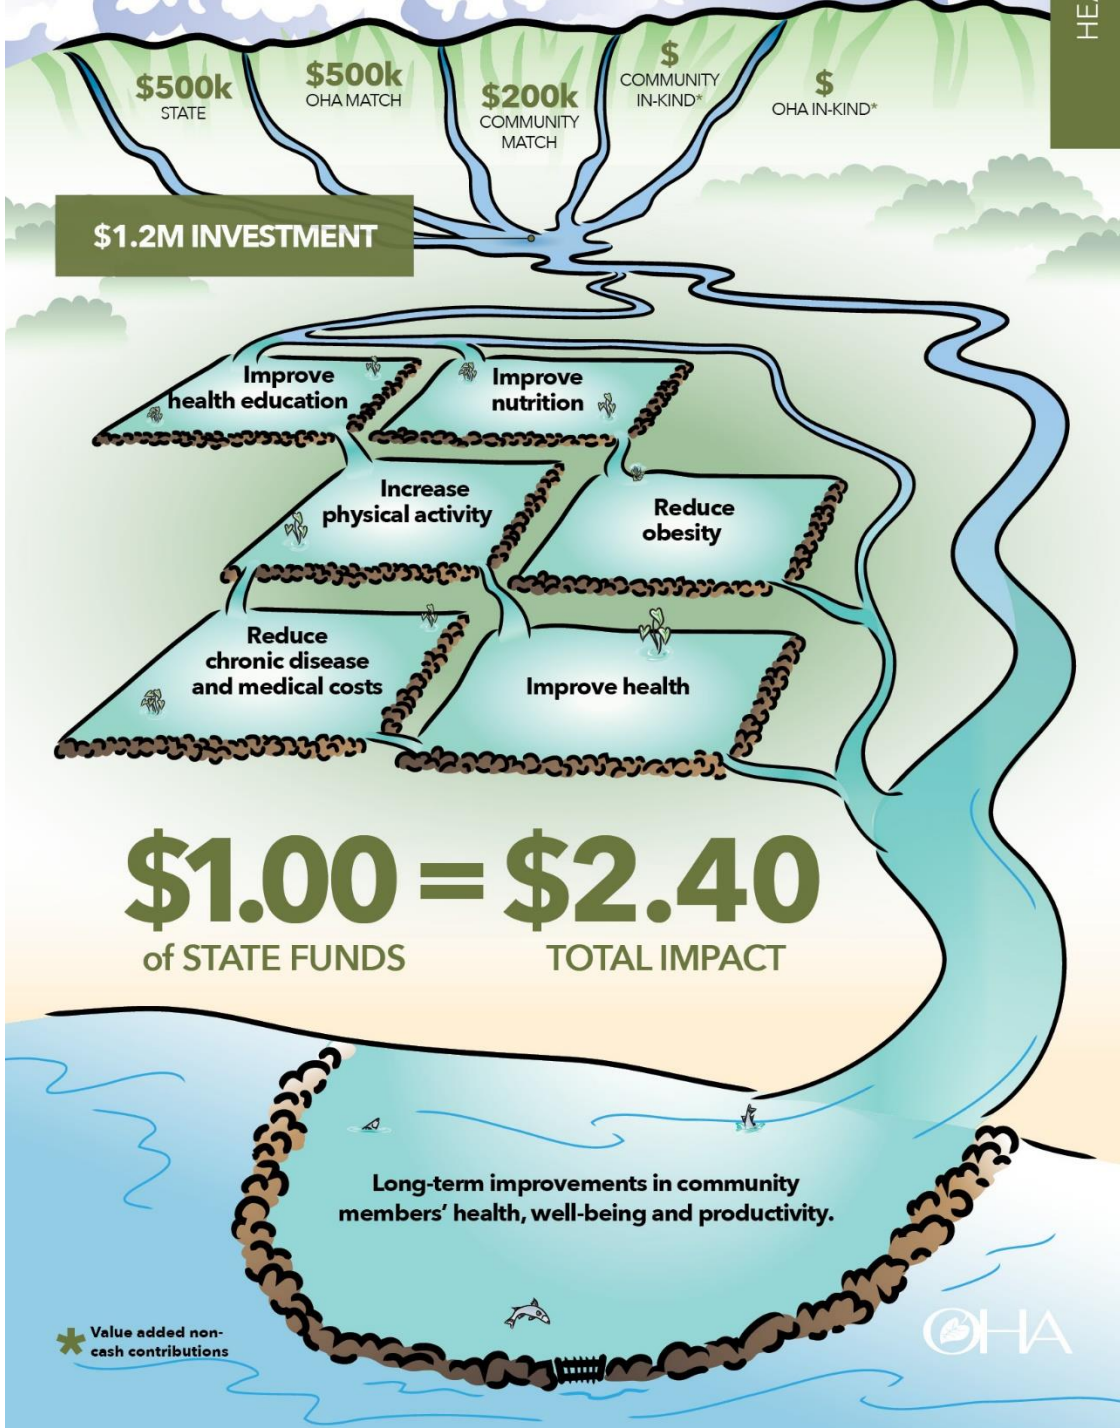 HEA
$500k
STATE
$500k
OHA MATCH
$200k
COMMUNITY
MATCH
$
COMMUNITY
IN-KIND*
$
OHA IN-KIND*
$1.2M INVESTMENT
Improve
health education
Improve
nutrition
Increase
physical activity
Reduce
obesity
Reduce
chronic disease
and medical costs
Improve health
$1.00 = $2.40
of STATE FUNDS
TOTAL IMPACT
Long-term improvements in community
members’ health, well-being and productivity.
* Value added non-
cash contributions
OHA